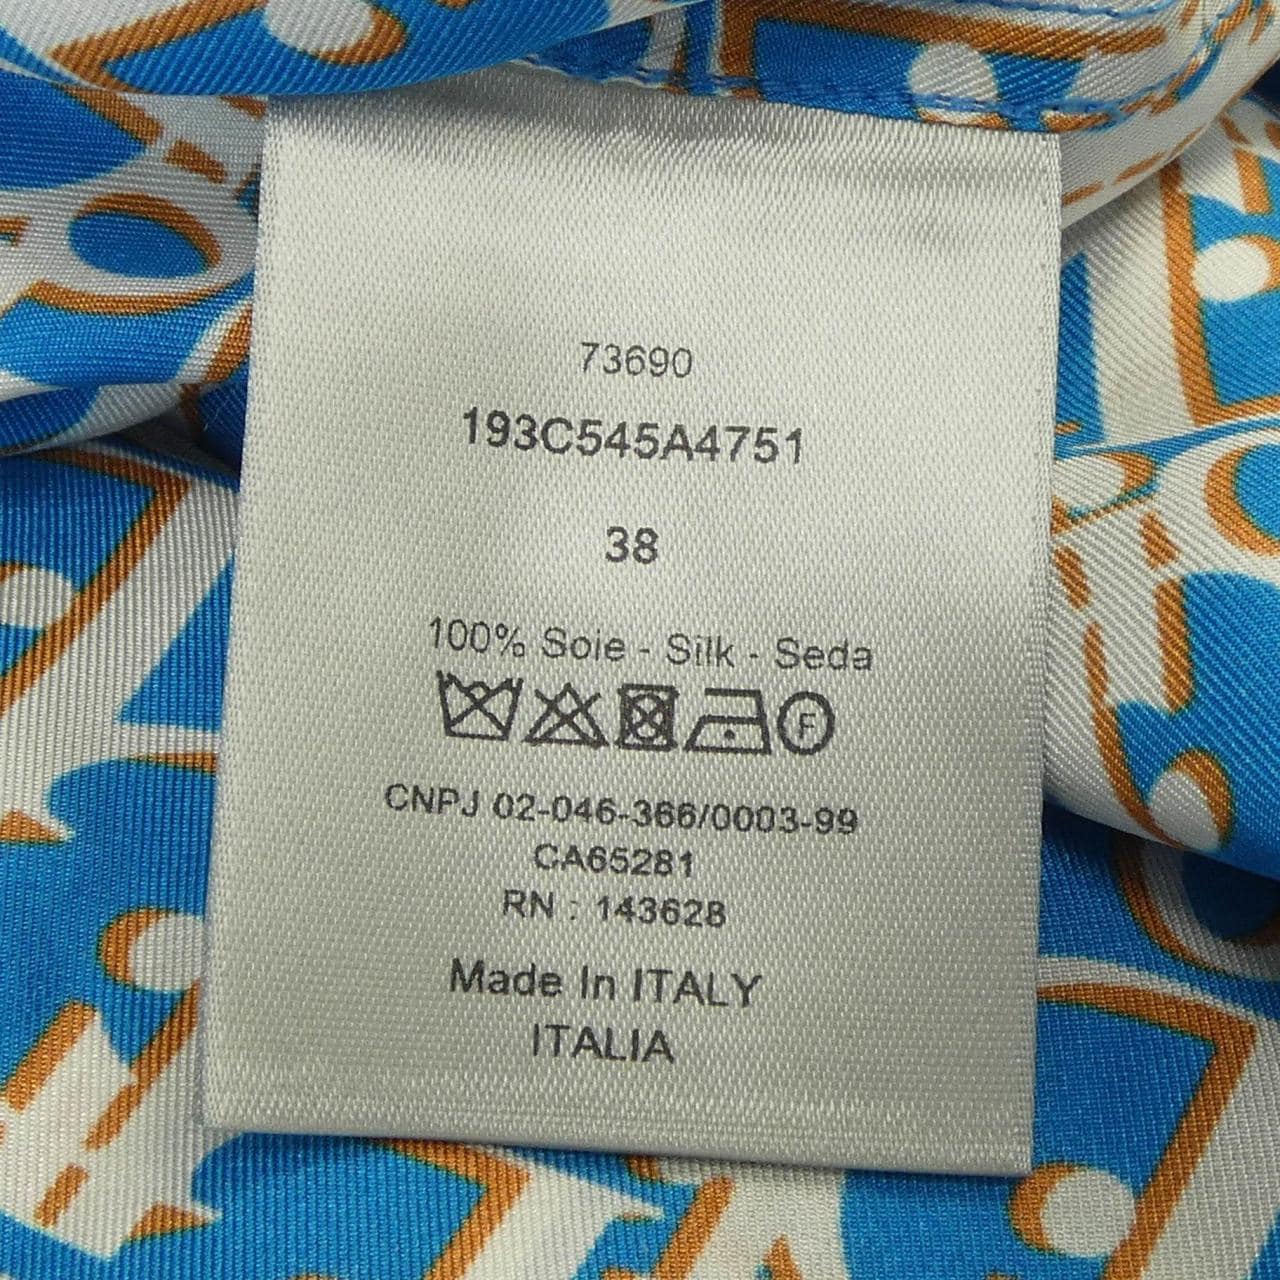 73690
193C545A4751
38
100% Soie - Silk - Seda
F
CNPJ 02-046-366/0003-99
CA65281
RN : 143628
Made In ITALY
ITALIA